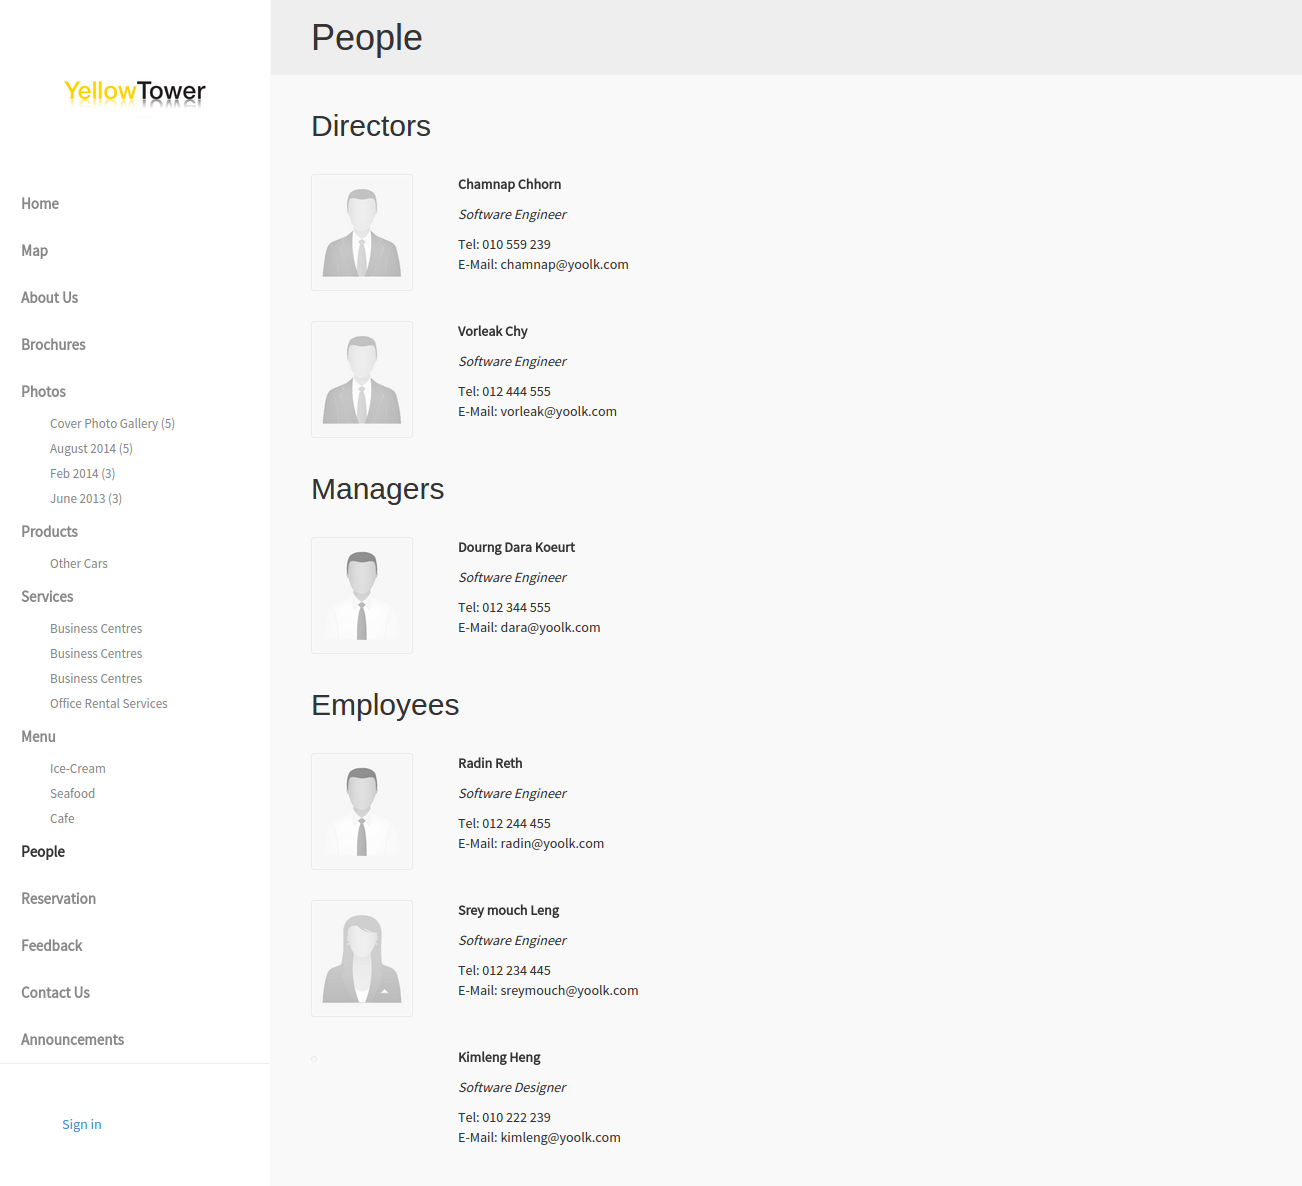 YellowTower
Home
Map
About Us
Brochures
Photos
Cover Photo Gallery (5)
August 2014 (5)
Feb 2014 (3)
June 2013 (3)
Products
Other Cars
Services
Business Centres
Business Centres
Business Centres
Office Rental Services
Menu
Ice-Cream
Seafood
Cafe
People
Reservation
Feedback
Contact Us
Announcements
Sign in
People
Directors
Chamnap Chhorn
Software Engineer
Tel: 010 559 239
E-Mail: chamnap@yoolk.com
Vorleak Chy
Software Engineer
Tel: 012 444 555
E-Mail: vorleak@yoolk.com
Managers
Dourng Dara Koeurt
Software Engineer
Tel: 012 344 555
E-Mail: dara@yoolk.com
Employees
Radin Reth
Software Engineer
Tel: 012 244 455
E-Mail: radin@yoolk.com
Srey mouch Leng
Software Engineer
Tel: 012 234 445
E-Mail: sreymouch@yoolk.com
Kimleng Heng
Software Designer
Tel: 010 222 239
E-Mail: kimleng@yoolk.com